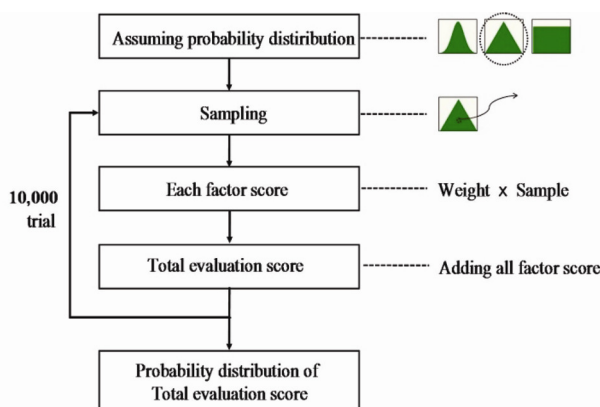 Assuming probability distiribution
Sampling
Each factor score
Weight x Sample
10,000
trial
Total evaluation score
Adding all factor score
Probability distribution of
Total evaluation score